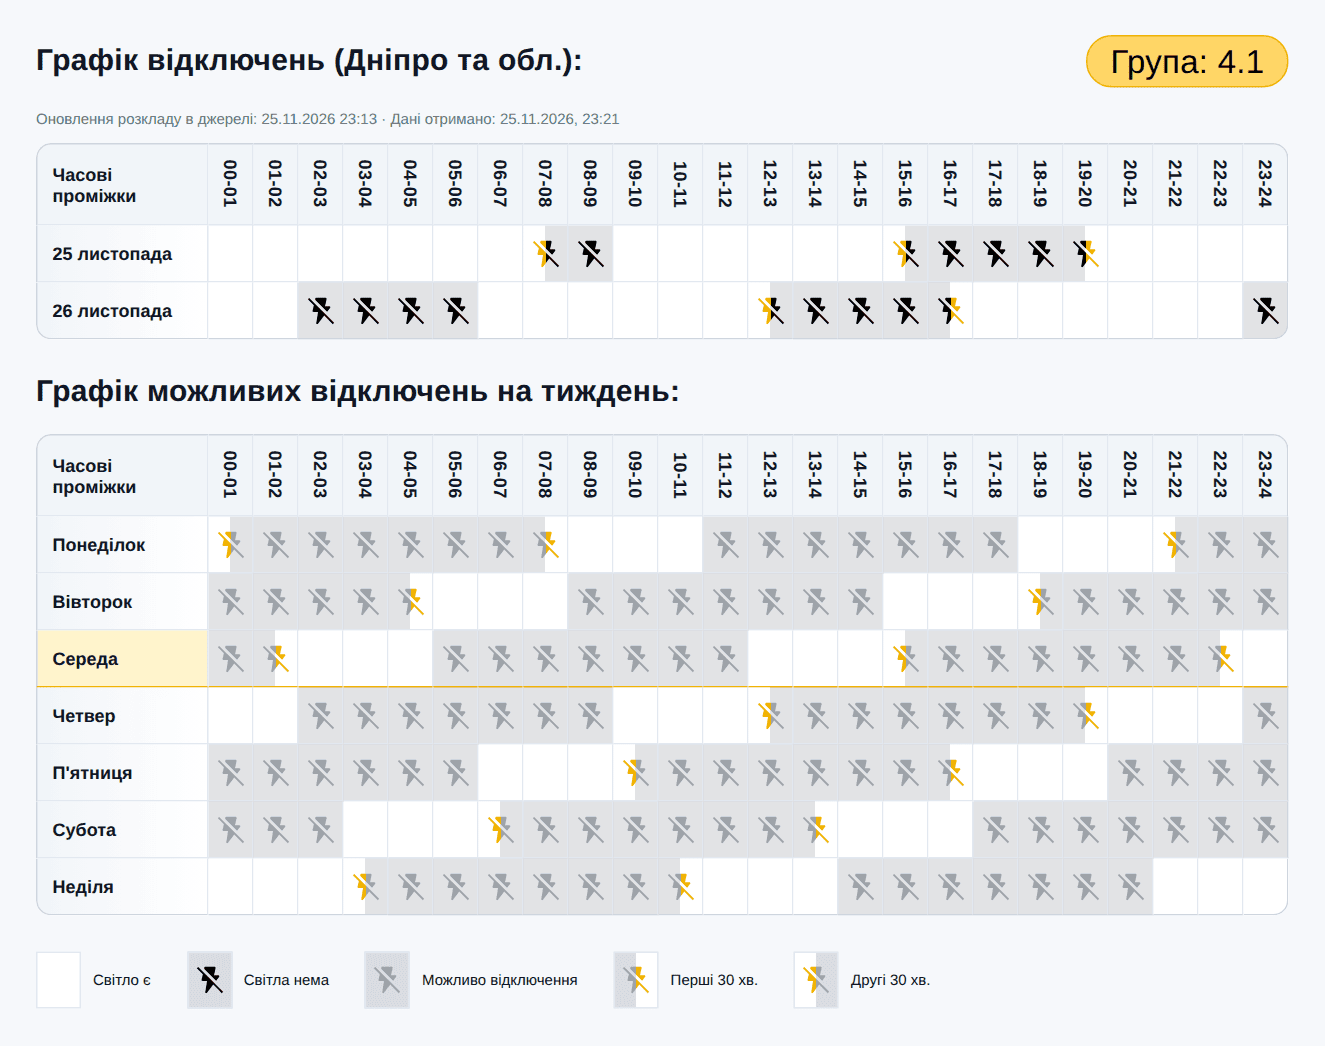 Графік відключень (Дніпро та обл.):
Група: 4.1
Оновлення розкладу в джерелі: 25.11.2026 23:13 · Дані отримано: 25.11.2026, 23:21
Часові
проміжки
00-01 01-02 02-03 03-04 04-05 05-06 06-07 07-08 08-09 09-10 10-11 11-12 12-13 13-14 14-15 15-16 16-17 17-18 18-19 19-20 20-21 21-22 22-23 23-24
25 листопада
26 листопада
Графік можливих відключень на тиждень:
Часові
проміжки
00-01 01-02 02-03 03-04 04-05 05-06 06-07 07-08 08-09 09-10 10-11 11-12 12-13 13-14 14-15 15-16 16-17 17-18 18-19 19-20 20-21 21-22 22-23 23-24
Понеділок
Вівторок
Середа
Четвер
П'ятниця
Субота
Неділя
Світло є Світла нема Можливо відключення Перші 30 хв. Другі 30 хв.